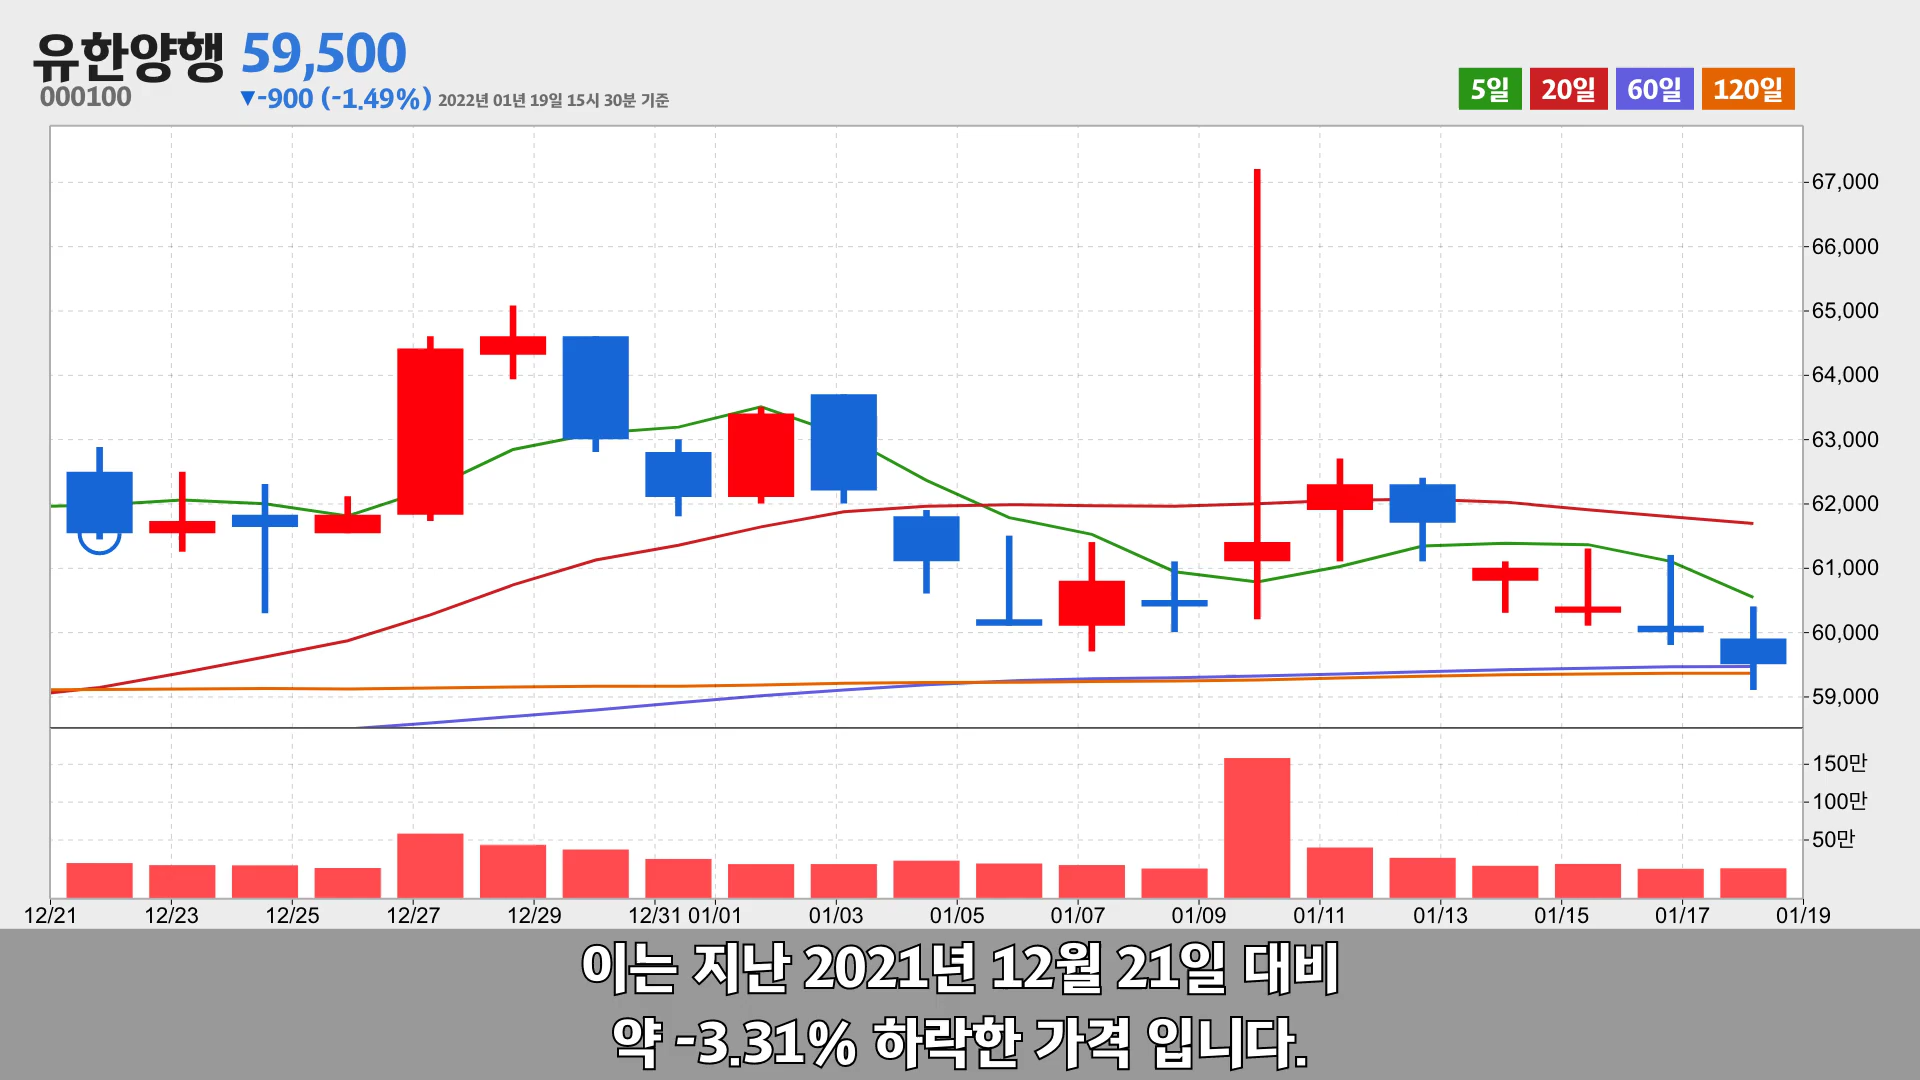 유한양행 59,500
000100 ▼-900 (-1.49%) 2022년 01년 19일 15시 30분 기준
5일 20일 60일 120일
67,000
66,000
65,000
64,000
63,000
62,000
61,000
60,000
59,000
150만
100만
50만
12/21 12/23 12/25 12/27 12/29 12/31 01/01 01/03 01/05 01/07 01/09 01/11 01/13 01/15 01/17 01/19
이는 지난 2021년 12월 21일 대비
약 -3.31% 하락한 가격 입니다.